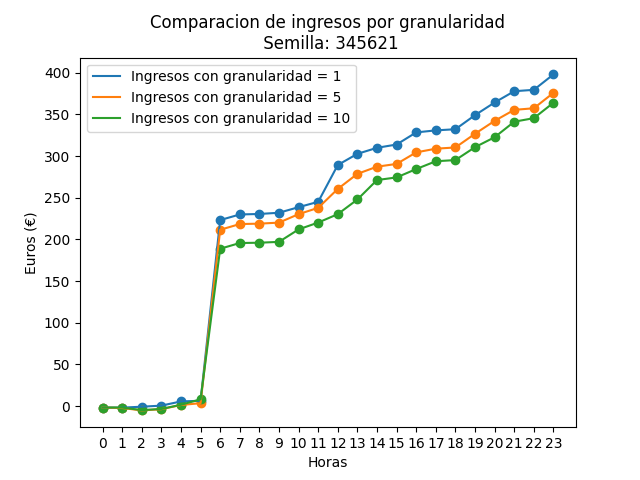 Comparacion de ingresos por granularidad
Semilla: 345621
Ingresos con granularidad = 1
Ingresos con granularidad = 5
Ingresos con granularidad = 10
Euros (€)
400
350
300
250
200
150
100
50
0
0 1 2 3 4 5 6 7 8 9 10 11 12 13 14 15 16 17 18 19 20 21 22 23
Horas